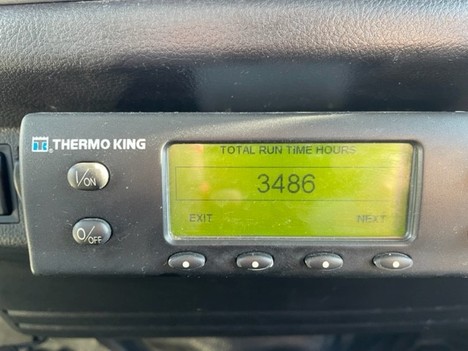 THERMO KING
I/ON
O/OFF
TOTAL RUN TIME HOURS
3486
EXIT NEXT